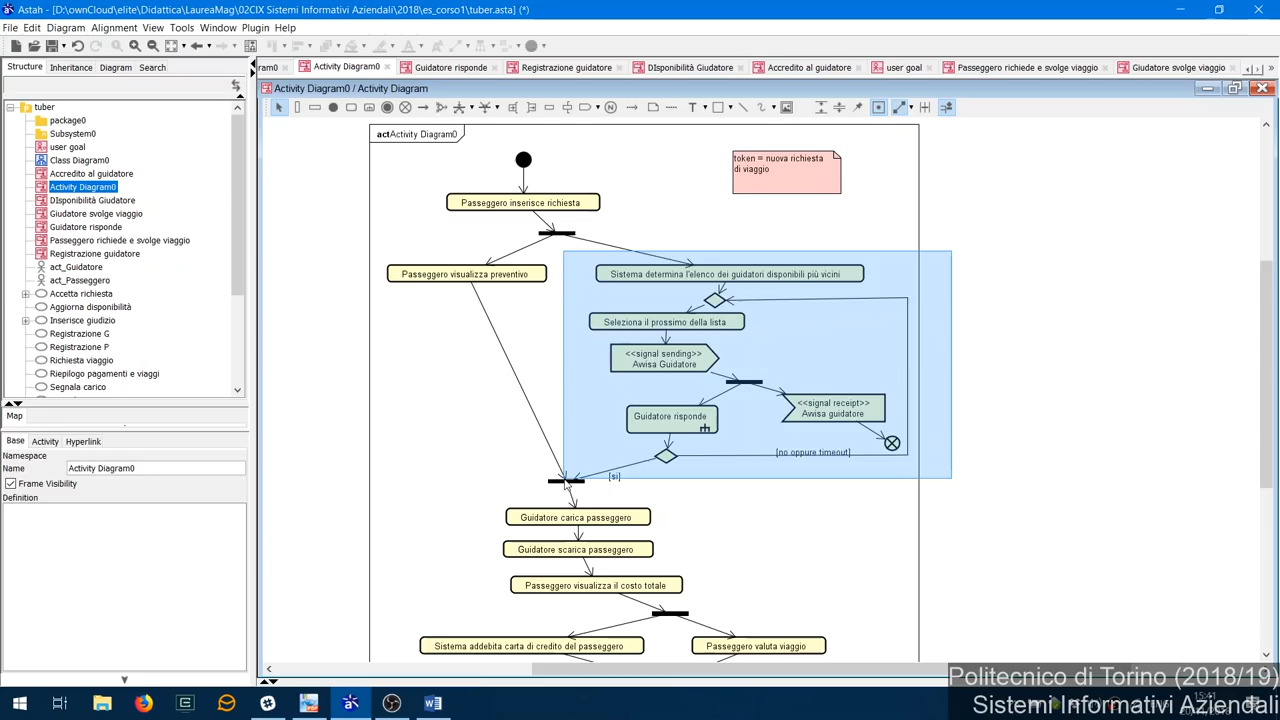 Astah - [D:\ownCloud\elite\Didattica\LaureaMag\02CIX Sistemi Informativi Aziendali\2018\es_corso1\tuber.asta] (*)
File Edit Diagram Alignment View Tools Window Plugin Help
Structure Inheritance Diagram Search
ram0 Activity Diagram0 Guidatore risponde Registrazione guidatore DIsponibilità Giudatore Accredito al guidatore user goal Passeggero richiede e svolge viaggio Giudatore svolge viaggio
Activity Diagram0 / Activity Diagram
tuber
package0
Subsystem0
user goal
Class Diagram0
Accredito al guidatore
Activity Diagram0
DIsponibilità Giudatore
Giudatore svolge viaggio
Guidatore risponde
Passeggero richiede e svolge viaggio
Registrazione guidatore
act_Guidatore
act_Passeggero
Accetta richiesta
Aggiorna disponibilità
Inserisce giudizio
Registrazione G
Registrazione P
Richiesta viaggio
Riepilogo pagamenti e viaggi
Segnala carico
Map
Base Activity Hyperlink
Namespace
Name Activity Diagram0
Frame Visibility
Definition
act Activity Diagram0
token = nuova richiesta
di viaggio
Passeggero inserisce richiesta
Passeggero visualizza preventivo
Sistema determina l'elenco dei guidatori disponibili più vicini
Seleziona il prossimo della lista
<<signal sending>>
Avvisa Guidatore
<<signal receipt>>
Avvisa guidatore
Guidatore risponde
[no oppure timeout]
[si]
Guidatore carica passeggero
Guidatore scarica passeggero
Passeggero visualizza il costo totale
Sistema addebita carta di credito del passeggero
Passeggero valuta viaggio
Politecnico di Torino (2018/19)
Sistemi Informativi Aziendali